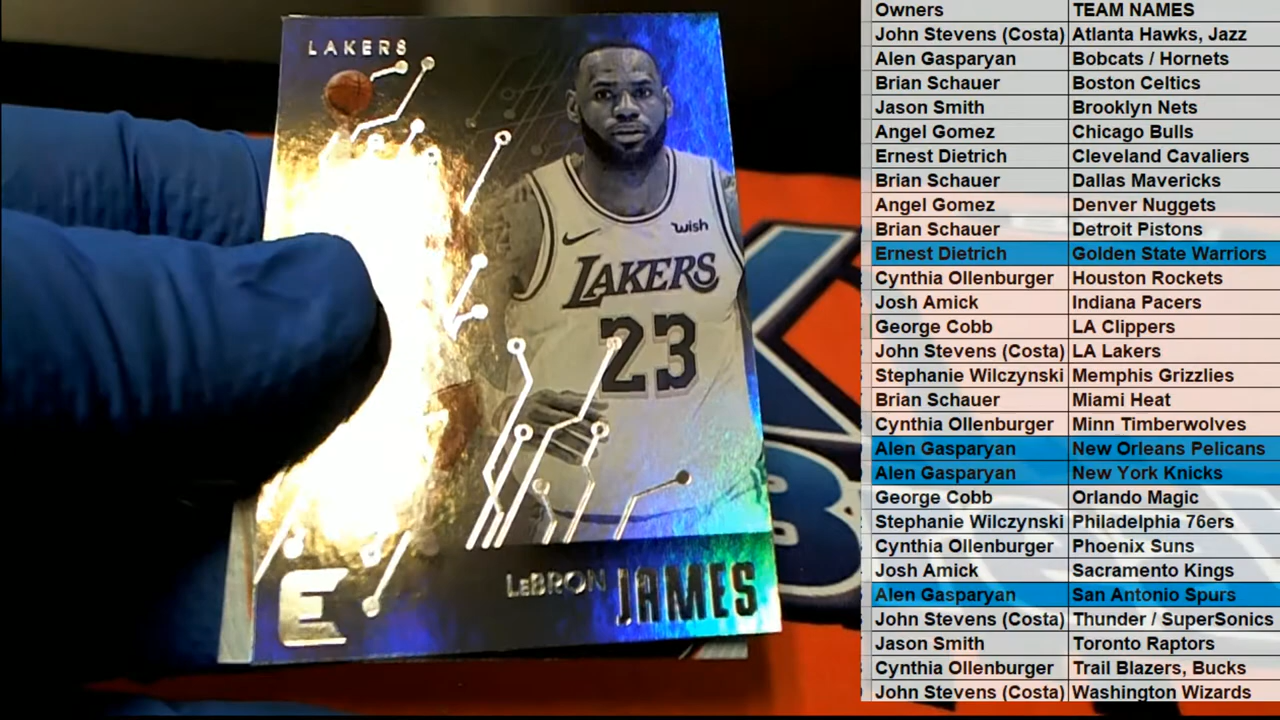 LAKERS
wish
LAKERS
23
E
LEBRON JAMES
Owners TEAM NAMES
John Stevens (Costa) Atlanta Hawks, Jazz
Alen Gasparyan Bobcats / Hornets
Brian Schauer Boston Celtics
Jason Smith Brooklyn Nets
Angel Gomez Chicago Bulls
Ernest Dietrich Cleveland Cavaliers
Brian Schauer Dallas Mavericks
Angel Gomez Denver Nuggets
Brian Schauer Detroit Pistons
Ernest Dietrich Golden State Warriors
Cynthia Ollenburger Houston Rockets
Josh Amick Indiana Pacers
George Cobb LA Clippers
John Stevens (Costa) LA Lakers
Stephanie Wilczynski Memphis Grizzlies
Brian Schauer Miami Heat
Cynthia Ollenburger Minn Timberwolves
Alen Gasparyan New Orleans Pelicans
Alen Gasparyan New York Knicks
George Cobb Orlando Magic
Stephanie Wilczynski Philadelphia 76ers
Cynthia Ollenburger Phoenix Suns
Josh Amick Sacramento Kings
Alen Gasparyan San Antonio Spurs
John Stevens (Costa) Thunder / SuperSonics
Jason Smith Toronto Raptors
Cynthia Ollenburger Trail Blazers, Bucks
John Stevens (Costa) Washington Wizards